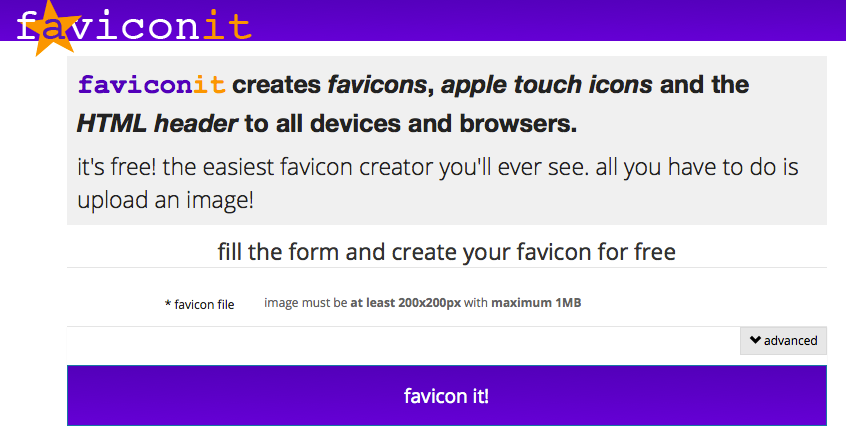 faviconit
faviconit creates favicons, apple touch icons and the
HTML header to all devices and browsers.
it's free! the easiest favicon creator you'll ever see. all you have to do is
upload an image!
fill the form and create your favicon for free
* favicon file image must be at least 200x200px with maximum 1MB
advanced
favicon it!